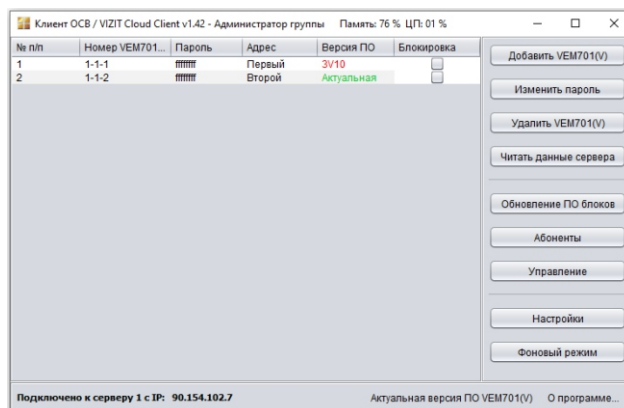 Клиент ОСВ / VIZIT Cloud Client v1.42 - Администратор группы Память: 76 % ЦП: 01 %
№ п/п Номер VEM701... Пароль Адрес Версия ПО Блокировка
1 1-1-1 ffffffff Первый 3V10
2 1-1-2 ffffffff Второй Актуальная
Добавить VEM701(V)
Изменить пароль
Удалить VEM701(V)
Читать данные сервера
Обновление ПО блоков
Абоненты
Управление
Настройки
Фоновый режим
Подключено к серверу 1 с IP: 90.154.102.7 Актуальная версия ПО VEM701(V) О программе...